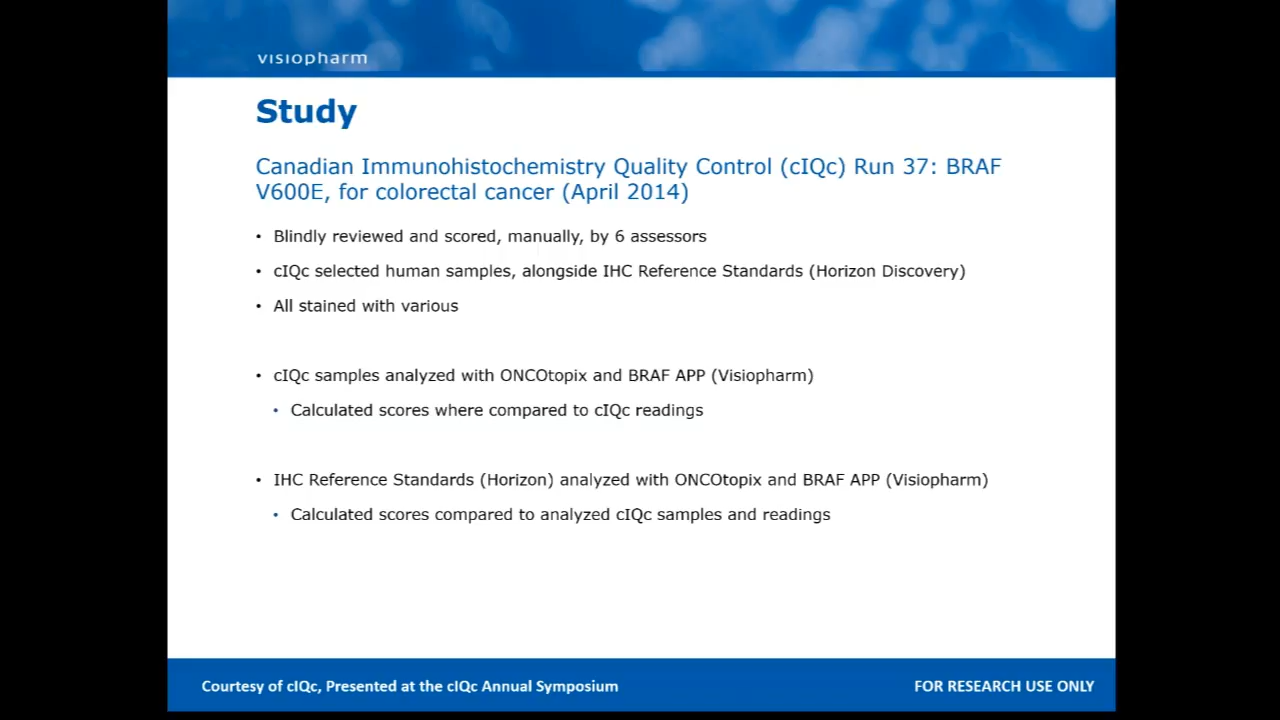 visiopharm
Study
Canadian Immunohistochemistry Quality Control (cIQc) Run 37: BRAF
V600E, for colorectal cancer (April 2014)
• Blindly reviewed and scored, manually, by 6 assessors
• cIQc selected human samples, alongside IHC Reference Standards (Horizon Discovery)
• All stained with various
• cIQc samples analyzed with ONCOtopix and BRAF APP (Visiopharm)
• Calculated scores where compared to cIQc readings
• IHC Reference Standards (Horizon) analyzed with ONCOtopix and BRAF APP (Visiopharm)
• Calculated scores compared to analyzed cIQc samples and readings
Courtesy of cIQc, Presented at the cIQc Annual Symposium
FOR RESEARCH USE ONLY